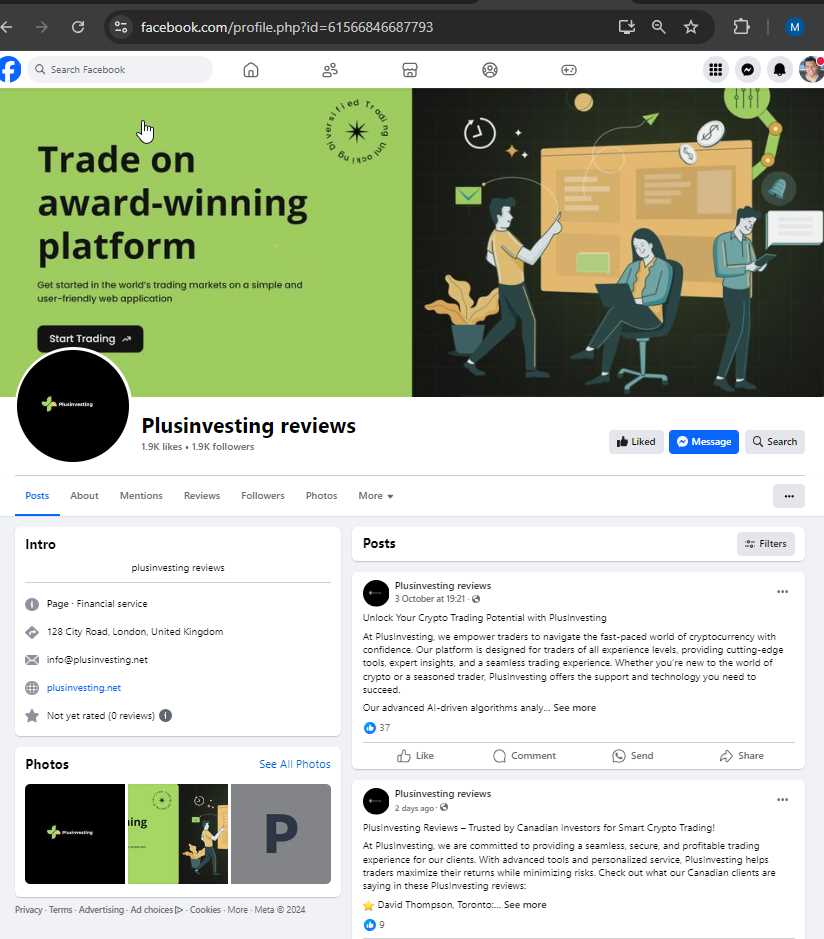 facebook.com/profile.php?id=61566846687793
M
Search Facebook
Diversified Trading Unlocking
Trade on
award-winning
platform
Get started in the world's trading markets on a simple and
user-friendly web application
Start Trading
Plusinvesting
Plusinvesting reviews
1.9K likes • 1.9K followers
Liked
Message
Search
Posts
About
Mentions
Reviews
Followers
Photos
More
Intro
plusinvesting reviews
Page · Financial service
128 City Road, London, United Kingdom
info@plusinvesting.net
plusinvesting.net
Not yet rated (0 reviews)
Photos
See All Photos
Plusinvesting
ning
P
Privacy · Terms · Advertising · Ad choices · Cookies · More · Meta © 2024
Posts
Filters
Plusinvesting reviews
3 October at 19:21 ·
Unlock Your Crypto Trading Potential with PlusInvesting
At PlusInvesting, we empower traders to navigate the fast-paced world of cryptocurrency with
confidence. Our platform is designed for traders of all experience levels, providing cutting-edge
tools, expert insights, and a seamless trading experience. Whether you're new to the world of
crypto or a seasoned trader, PlusInvesting offers the support and technology you need to
succeed.
Our advanced AI-driven algorithms analy... See more
37
Like
Comment
Send
Share
Plusinvesting reviews
2 days ago ·
PlusInvesting Reviews – Trusted by Canadian Investors for Smart Crypto Trading!
At PlusInvesting, we are committed to providing a seamless, secure, and profitable trading
experience for our clients. With advanced tools and personalized service, PlusInvesting helps
traders maximize their returns while minimizing risks. Check out what our Canadian clients are
saying in these PlusInvesting reviews:
⭐ David Thompson, Toronto:... See more
9